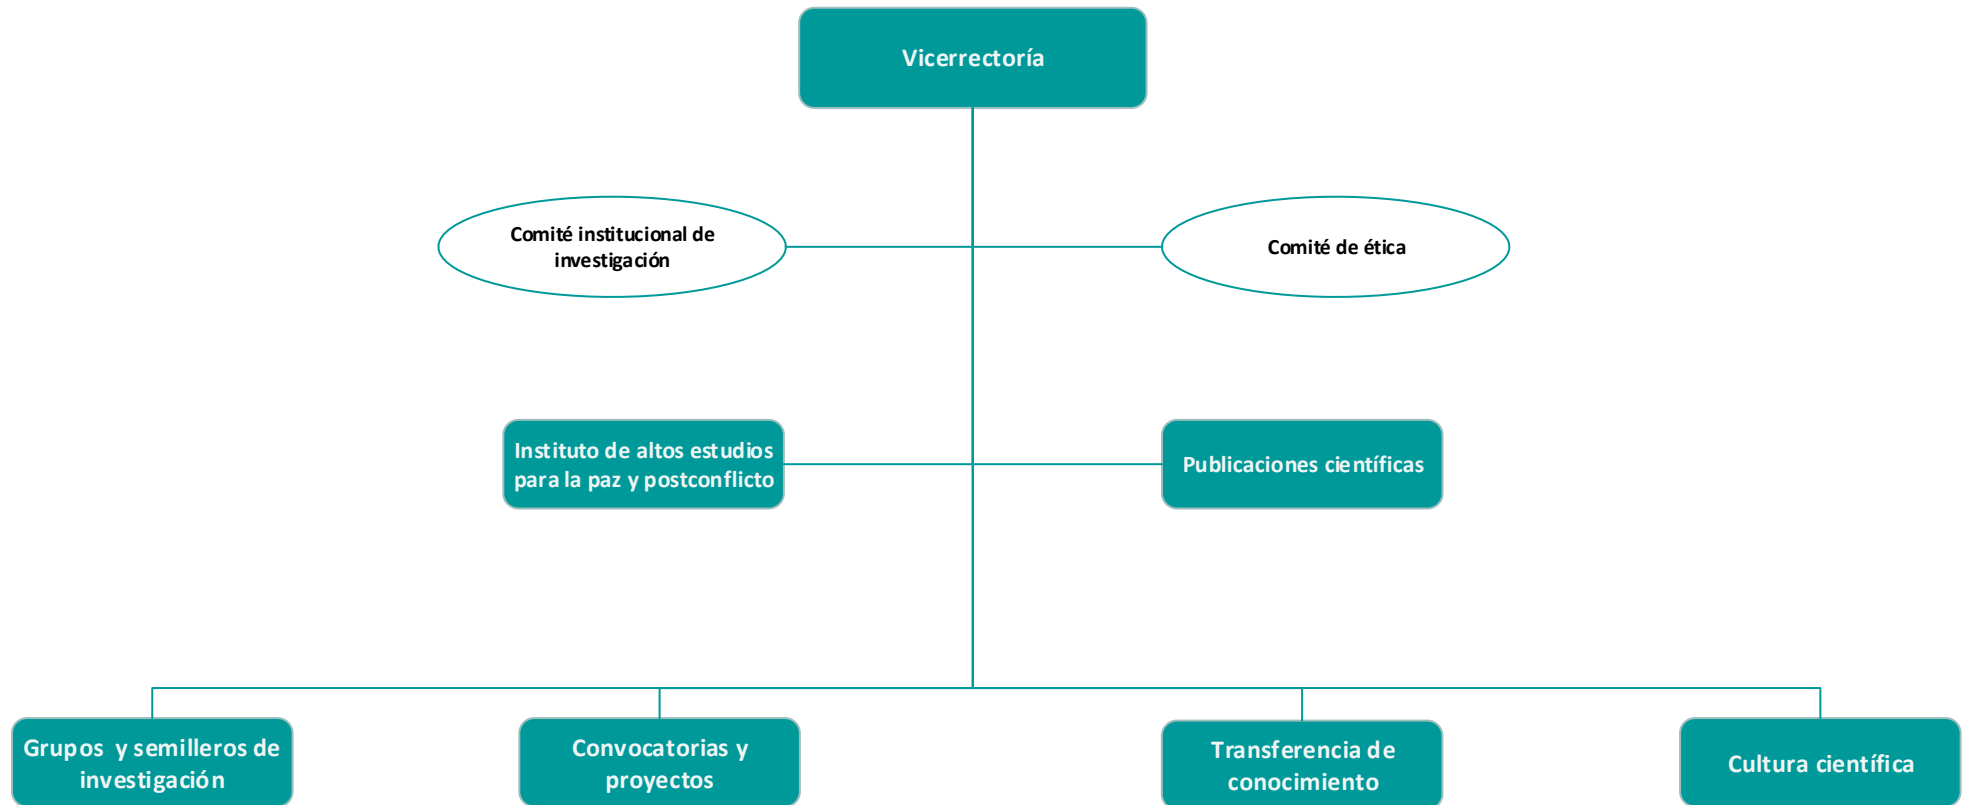 Vicerrectoría
Comité institucional de
investigación
Comité de ética
Instituto de altos estudios
para la paz y postconflicto
Publicaciones científicas
Grupos y semilleros de
investigación
Convocatorias y
proyectos
Transferencia de
conocimiento
Cultura científica